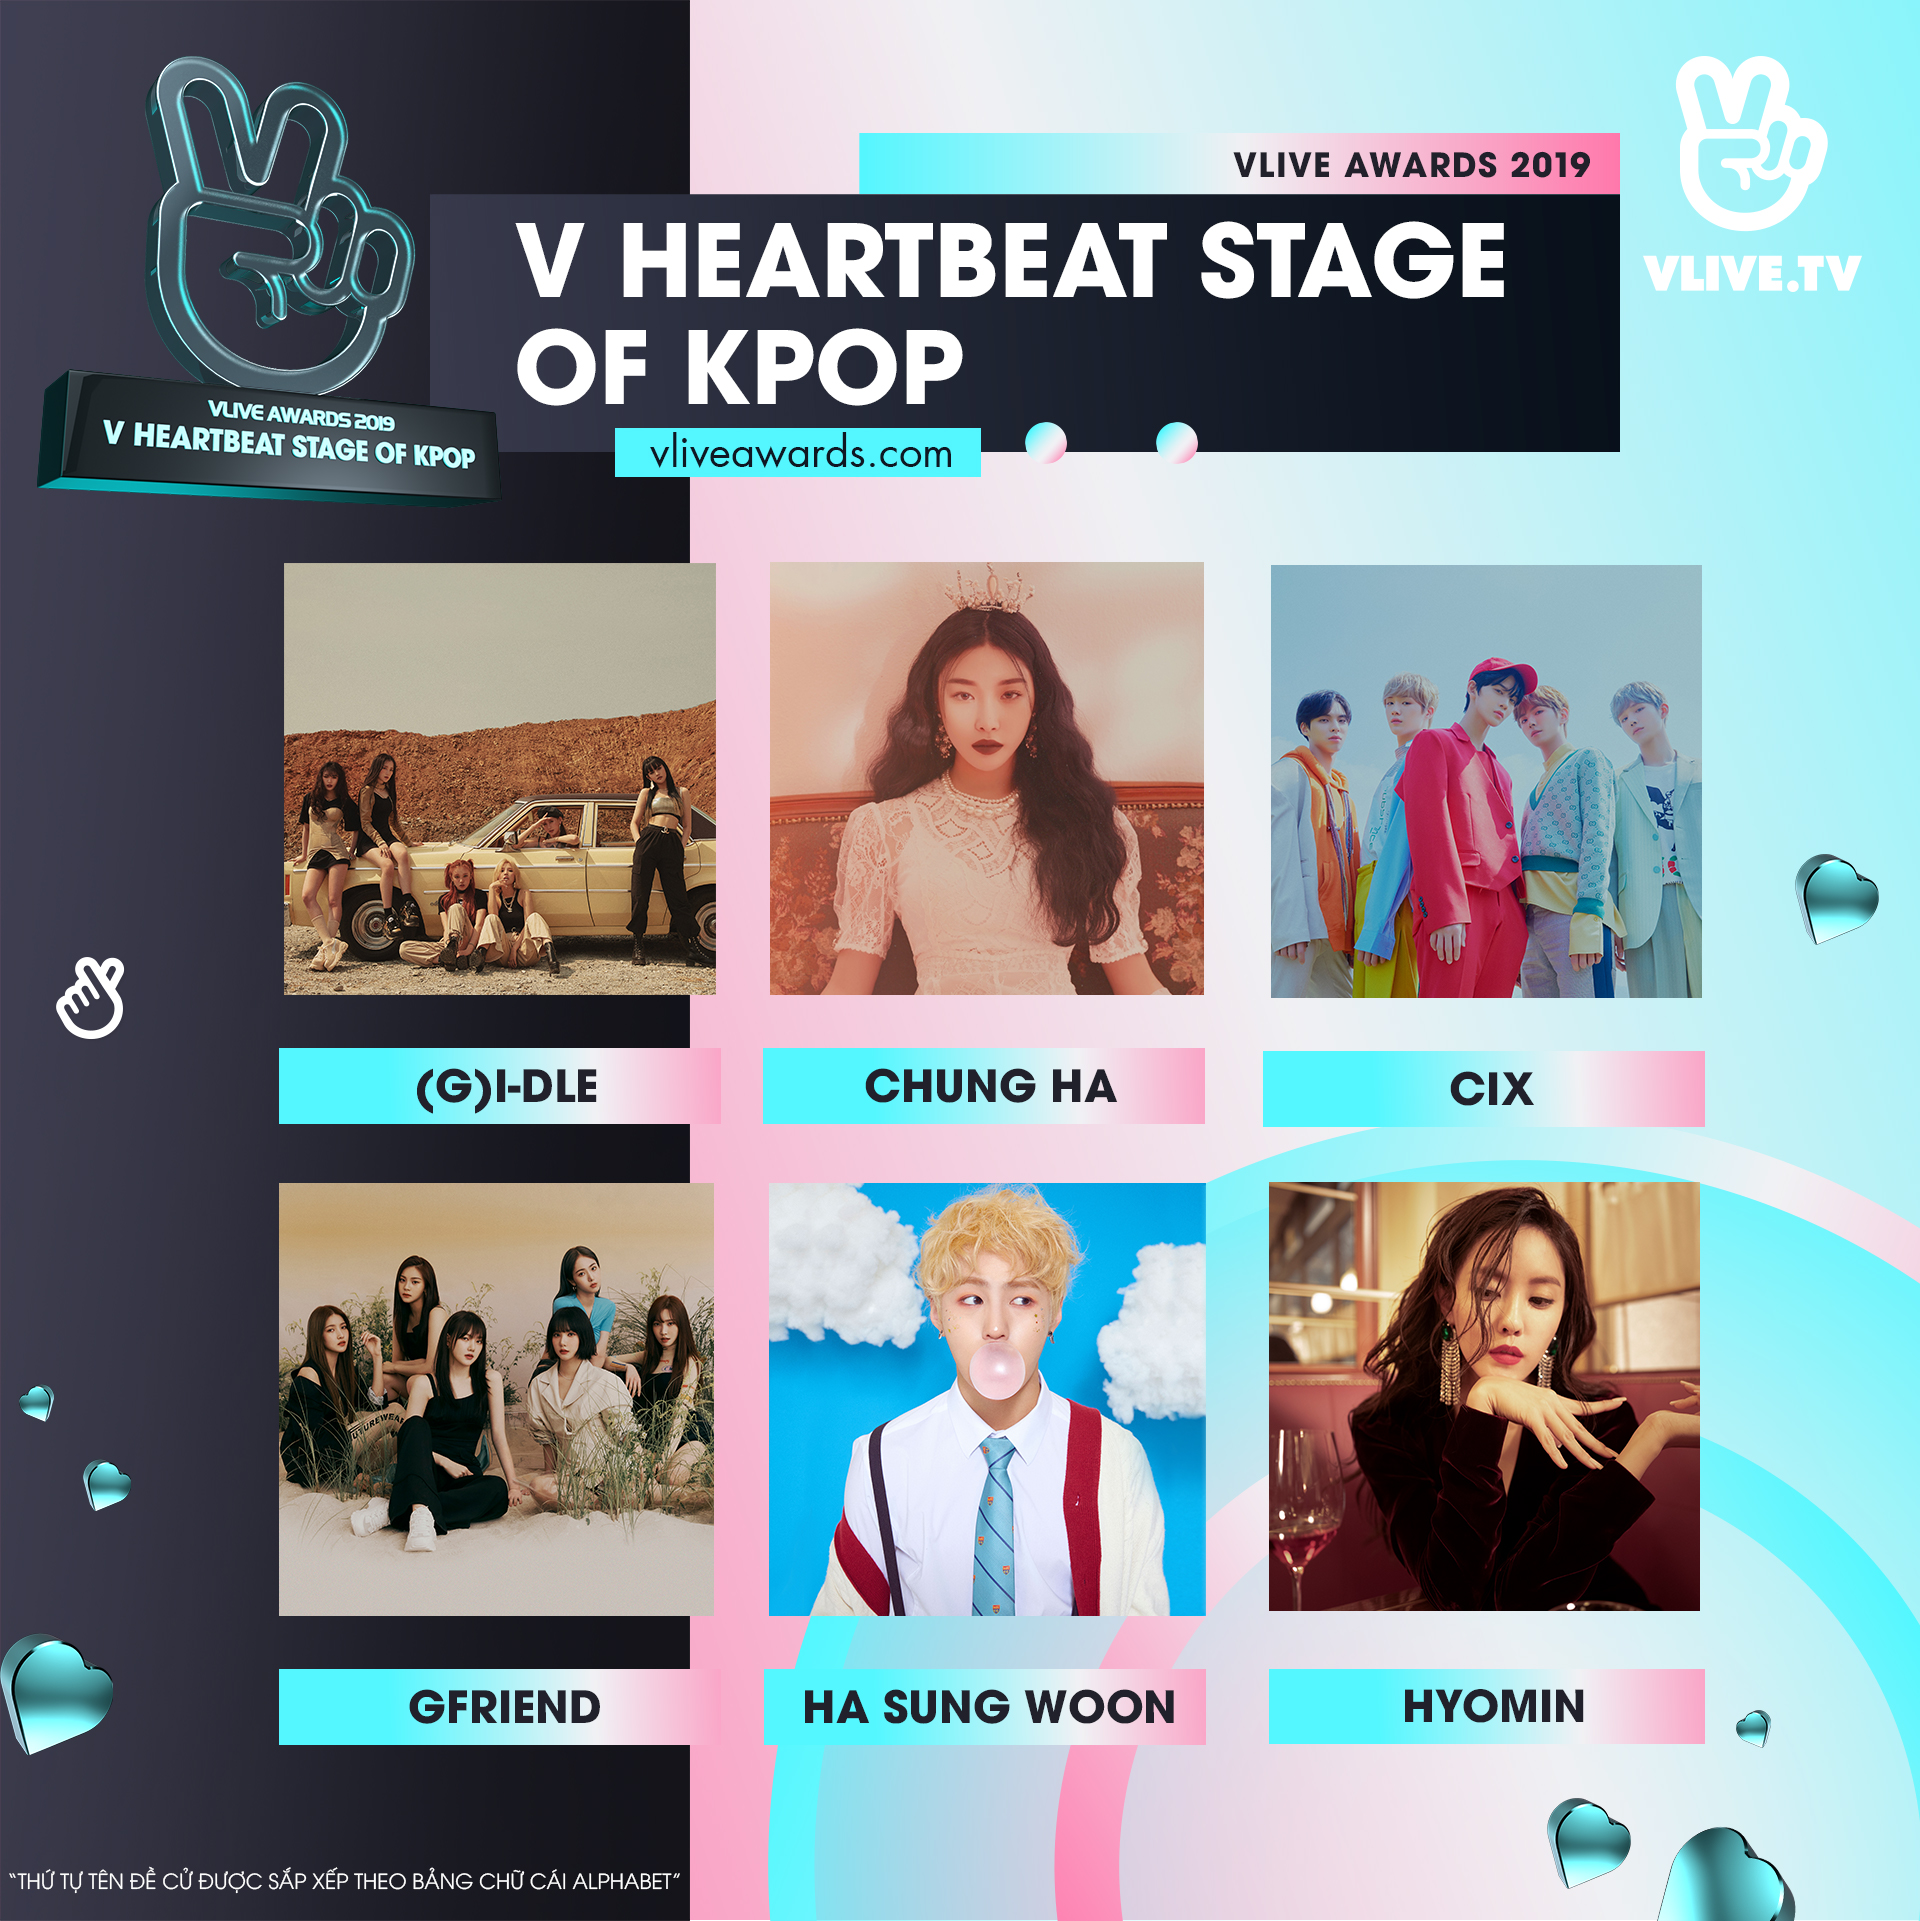 VLIVE AWARDS 2019
V HEARTBEAT STAGE
OF KPOP
vliveawards.com
VLIVE.TV
VLIVE AWARDS 2019
V HEARTBEAT STAGE OF KPOP
(G)I-DLE
CHUNG HA
CIX
FUTUREWEAR
GFRIEND
HA SUNG WOON
HYOMIN
“THỨ TỰ TÊN ĐỀ CỬ ĐƯỢC SẮP XẾP THEO BẢNG CHỮ CÁI ALPHABET”